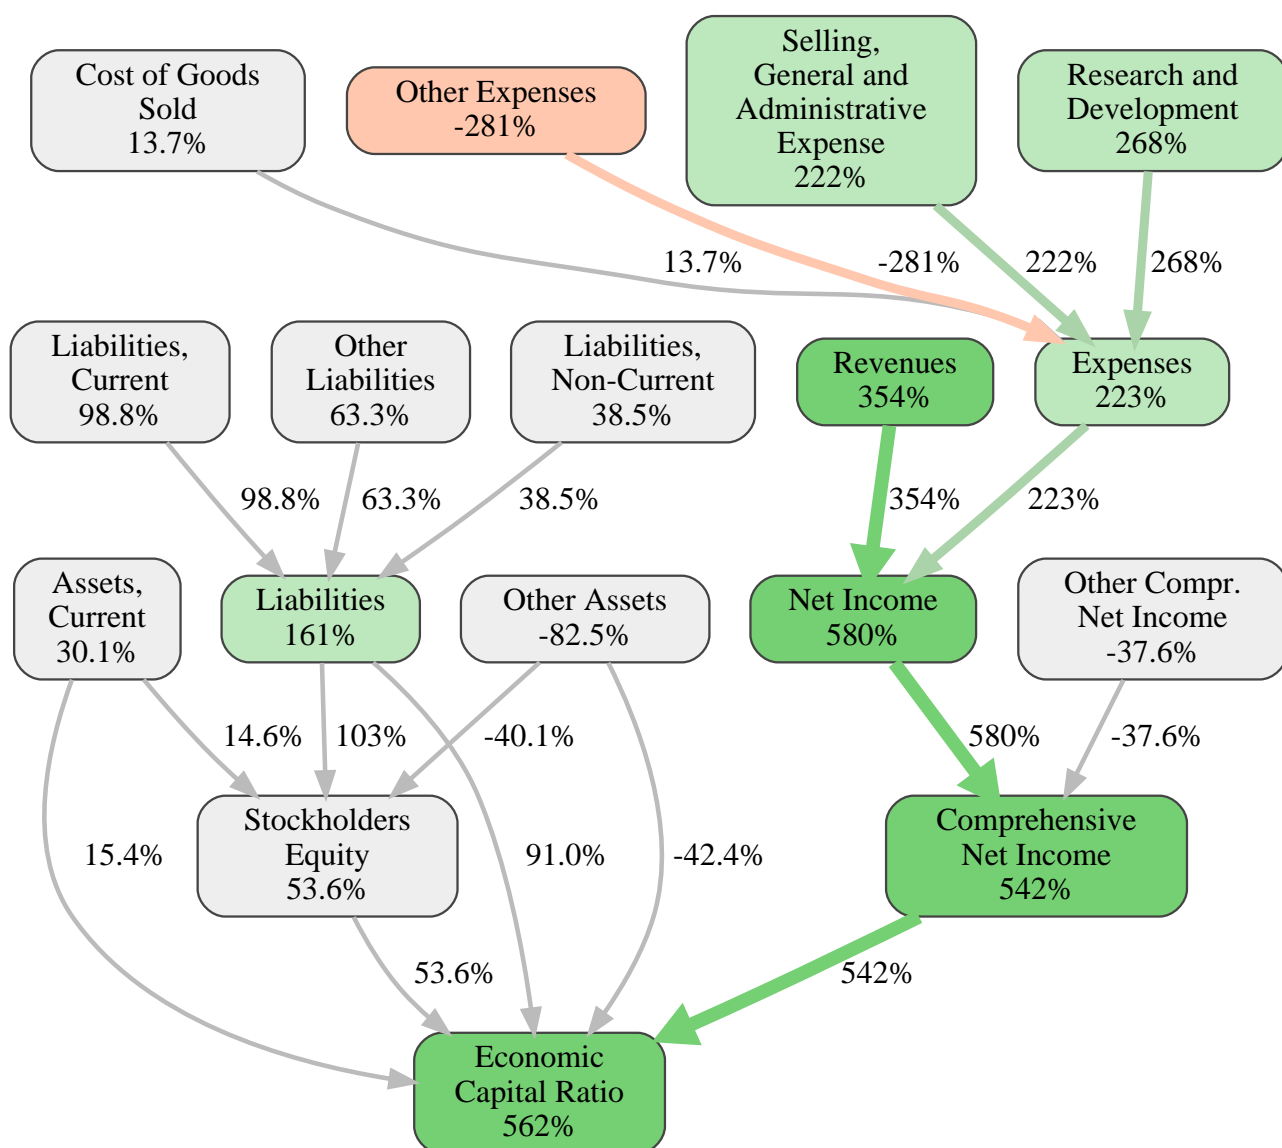 Cost of Goods
Sold
13.7%
Other Expenses
-281%
Selling,
General and
Administrative
Expense
222%
Research and
Development
268%
13.7%
-281%
222%
268%
Liabilities,
Current
98.8%
Other
Liabilities
63.3%
Liabilities,
Non-Current
38.5%
Revenues
354%
Expenses
223%
98.8%
63.3%
38.5%
354%
223%
Assets,
Current
30.1%
Liabilities
161%
Other Assets
-82.5%
Net Income
580%
Other Compr.
Net Income
-37.6%
14.6%
103%
-40.1%
580%
-37.6%
15.4%
Stockholders
Equity
53.6%
91.0%
-42.4%
Comprehensive
Net Income
542%
53.6%
542%
Economic
Capital Ratio
562%